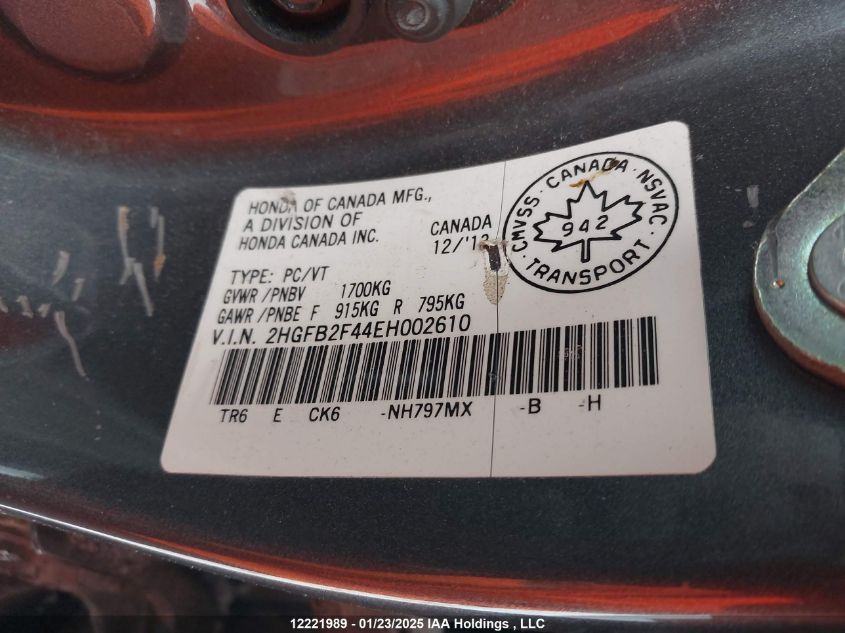 HONDA OF CANADA MFG.,
A DIVISION OF
HONDA CANADA INC.
CANADA
12/'13
CMVSS · CANADA · NSVAC · TRANSPORT ·
942
TYPE: PC/VT
GVWR/PNBV 1700KG
GAWR/PNBE F 915KG R 795KG
V.I.N. 2HGFB2F44EH002610
TR6 E CK6 -NH797MX -B -H
12221989 - 01/23/2025 IAA Holdings , LLC